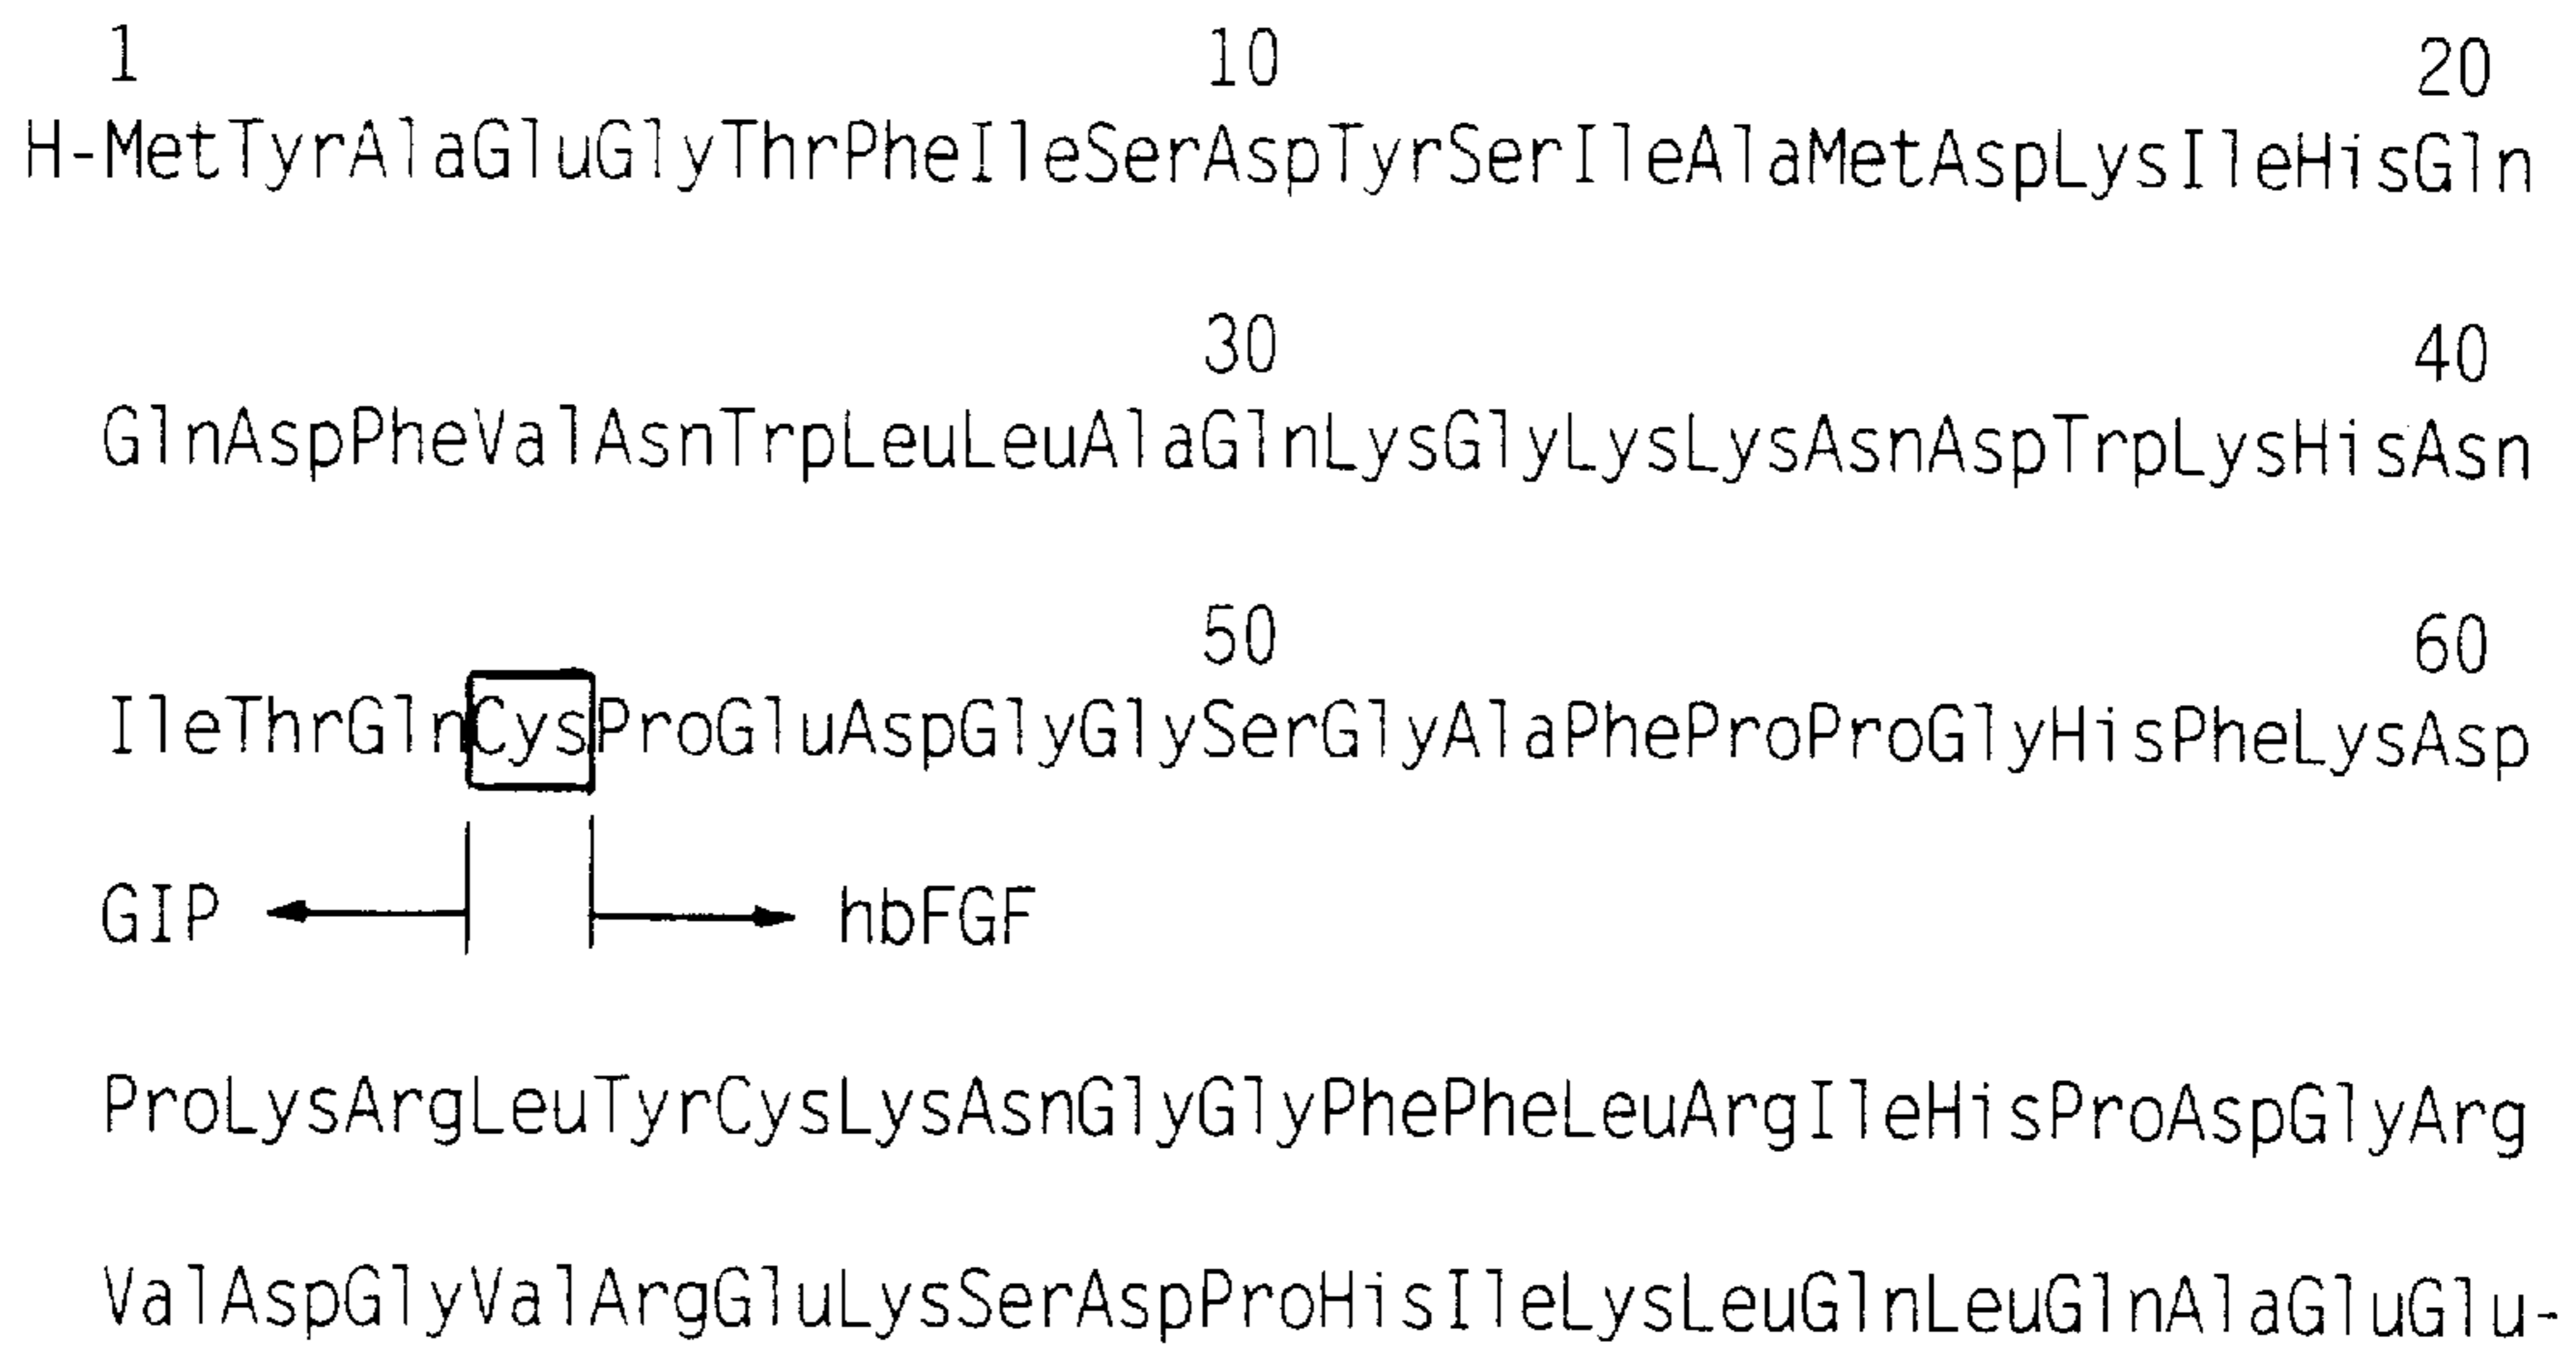 1 10 20
H-MetTyrAlaGluGlyThrPheIleSerAspTyrSerIleAlaMetAspLysIleHisGln
30 40
GlnAspPheValAsnTrpLeuLeuAlaGlnLysGlyLysLysAsnAspTrpLysHisAsn
50 60
IleThrGlnCysProGluAspGlyGlySerGlyAlaPheProProGlyHisPheLysAsp
GIP hbFGF
ProLysArgLeuTyrCysLysAsnGlyGlyPhePheLeuArgIleHisProAspGlyArg
ValAspGlyValArgGluLysSerAspProHisIleLysLeuGlnLeuGlnAlaGluGlu-